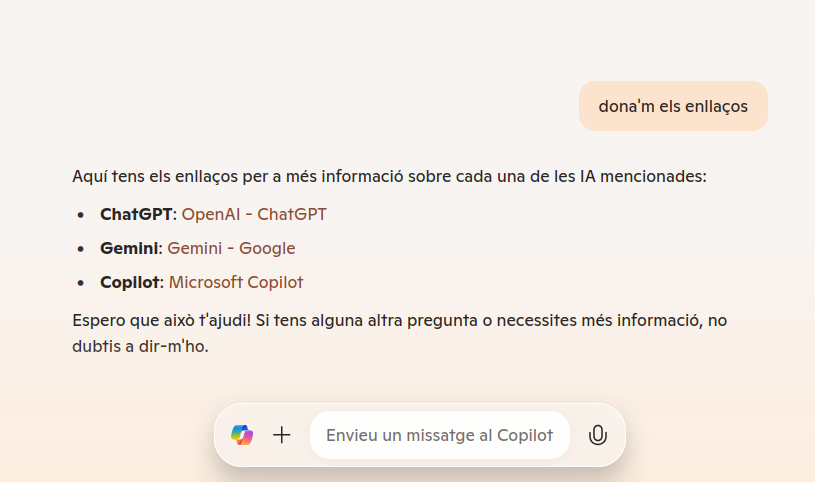 dona'm els enllaços
Aquí tens els enllaços per a més informació sobre cada una de les IA mencionades:
• ChatGPT: OpenAI - ChatGPT
• Gemini: Gemini - Google
• Copilot: Microsoft Copilot
Espero que això t'ajudi! Si tens alguna altra pregunta o necessites més informació, no
dubtis a dir-m'ho.
Envieu un missatge al Copilot